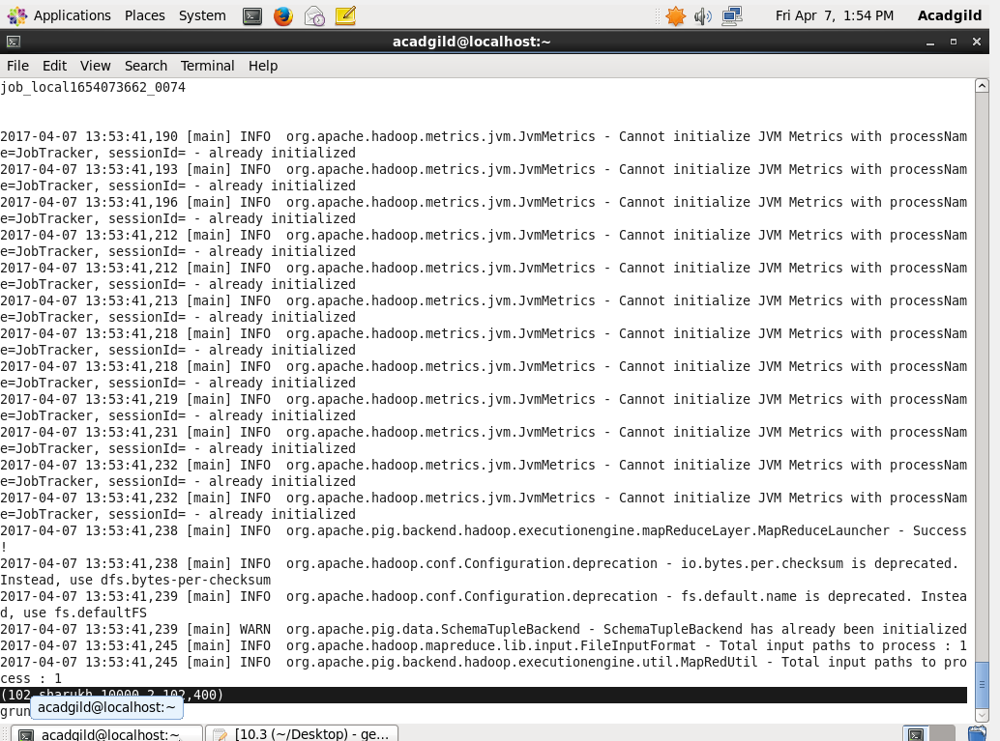 Applications Places System Fri Apr 7, 1:54 PM Acadgild
acadgild@localhost:~
File Edit View Search Terminal Help
job_local1654073662_0074
2017-04-07 13:53:41,190 [main] INFO org.apache.hadoop.metrics.jvm.JvmMetrics - Cannot initialize JVM Metrics with processNam
e=JobTracker, sessionId= - already initialized
2017-04-07 13:53:41,193 [main] INFO org.apache.hadoop.metrics.jvm.JvmMetrics - Cannot initialize JVM Metrics with processNam
e=JobTracker, sessionId= - already initialized
2017-04-07 13:53:41,196 [main] INFO org.apache.hadoop.metrics.jvm.JvmMetrics - Cannot initialize JVM Metrics with processNam
e=JobTracker, sessionId= - already initialized
2017-04-07 13:53:41,212 [main] INFO org.apache.hadoop.metrics.jvm.JvmMetrics - Cannot initialize JVM Metrics with processNam
e=JobTracker, sessionId= - already initialized
2017-04-07 13:53:41,212 [main] INFO org.apache.hadoop.metrics.jvm.JvmMetrics - Cannot initialize JVM Metrics with processNam
e=JobTracker, sessionId= - already initialized
2017-04-07 13:53:41,213 [main] INFO org.apache.hadoop.metrics.jvm.JvmMetrics - Cannot initialize JVM Metrics with processNam
e=JobTracker, sessionId= - already initialized
2017-04-07 13:53:41,218 [main] INFO org.apache.hadoop.metrics.jvm.JvmMetrics - Cannot initialize JVM Metrics with processNam
e=JobTracker, sessionId= - already initialized
2017-04-07 13:53:41,218 [main] INFO org.apache.hadoop.metrics.jvm.JvmMetrics - Cannot initialize JVM Metrics with processNam
e=JobTracker, sessionId= - already initialized
2017-04-07 13:53:41,219 [main] INFO org.apache.hadoop.metrics.jvm.JvmMetrics - Cannot initialize JVM Metrics with processNam
e=JobTracker, sessionId= - already initialized
2017-04-07 13:53:41,231 [main] INFO org.apache.hadoop.metrics.jvm.JvmMetrics - Cannot initialize JVM Metrics with processNam
e=JobTracker, sessionId= - already initialized
2017-04-07 13:53:41,232 [main] INFO org.apache.hadoop.metrics.jvm.JvmMetrics - Cannot initialize JVM Metrics with processNam
e=JobTracker, sessionId= - already initialized
2017-04-07 13:53:41,232 [main] INFO org.apache.hadoop.metrics.jvm.JvmMetrics - Cannot initialize JVM Metrics with processNam
e=JobTracker, sessionId= - already initialized
2017-04-07 13:53:41,238 [main] INFO org.apache.pig.backend.hadoop.executionengine.mapReduceLayer.MapReduceLauncher - Success
!
2017-04-07 13:53:41,238 [main] INFO org.apache.hadoop.conf.Configuration.deprecation - io.bytes.per.checksum is deprecated.
Instead, use dfs.bytes-per-checksum
2017-04-07 13:53:41,239 [main] INFO org.apache.hadoop.conf.Configuration.deprecation - fs.default.name is deprecated. Instea
d, use fs.defaultFS
2017-04-07 13:53:41,239 [main] WARN org.apache.pig.data.SchemaTupleBackend - SchemaTupleBackend has already been initialized
2017-04-07 13:53:41,245 [main] INFO org.apache.hadoop.mapreduce.lib.input.FileInputFormat - Total input paths to process : 1
2017-04-07 13:53:41,245 [main] INFO org.apache.pig.backend.hadoop.executionengine.util.MapRedUtil - Total input paths to pro
cess : 1
(102,sharukh,10000,2,102,400)
grun
acadgild@localhost:~
acadgild@localhost:~ [10.3 (~/Desktop) - ge...